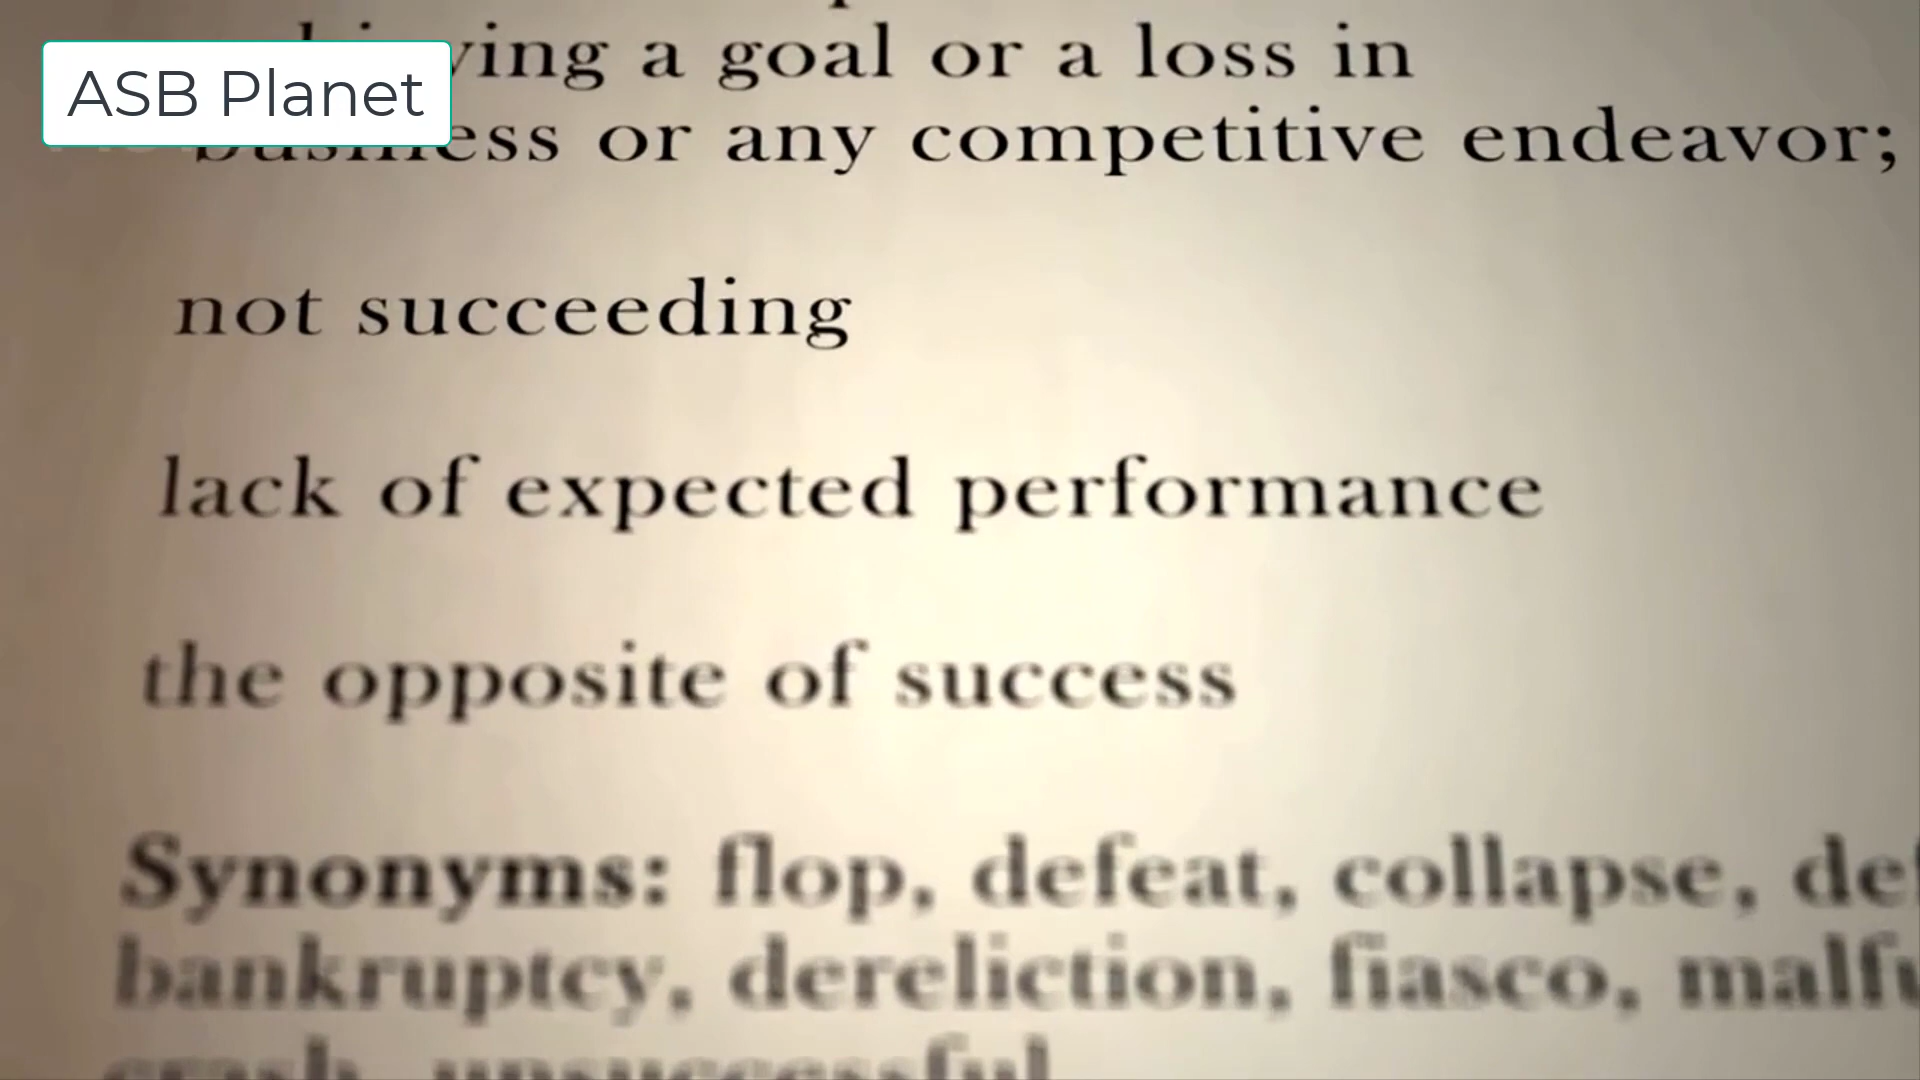 ASB Planet
a goal or a loss in
or any competitive endeavor;
not succeeding
lack of expected performance
the opposite of success
Synonyms: flop, defeat, collapse,
bankruptcy, dereliction, fiasco,
unsuccessful